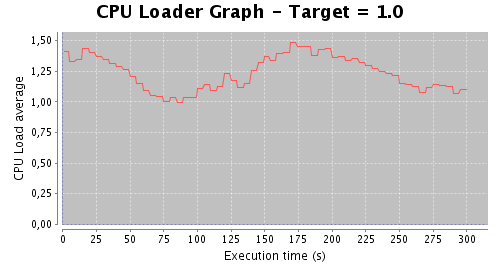 CPU Loader Graph - Target = 1.0
CPU Load average
1,50
1,25
1,00
0,75
0,50
0,25
0,00
0 25 50 75 100 125 150 175 200 225 250 275 300
Execution time (s)